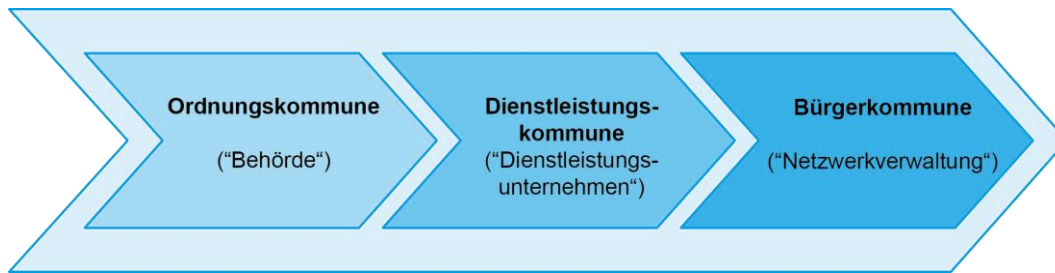 Ordnungskommune
(“Behörde“)
Dienstleistungs-
kommune
(“Dienstleistungs-
unternehmen“)
Bürgerkommune
(“Netzwerkverwaltung“)